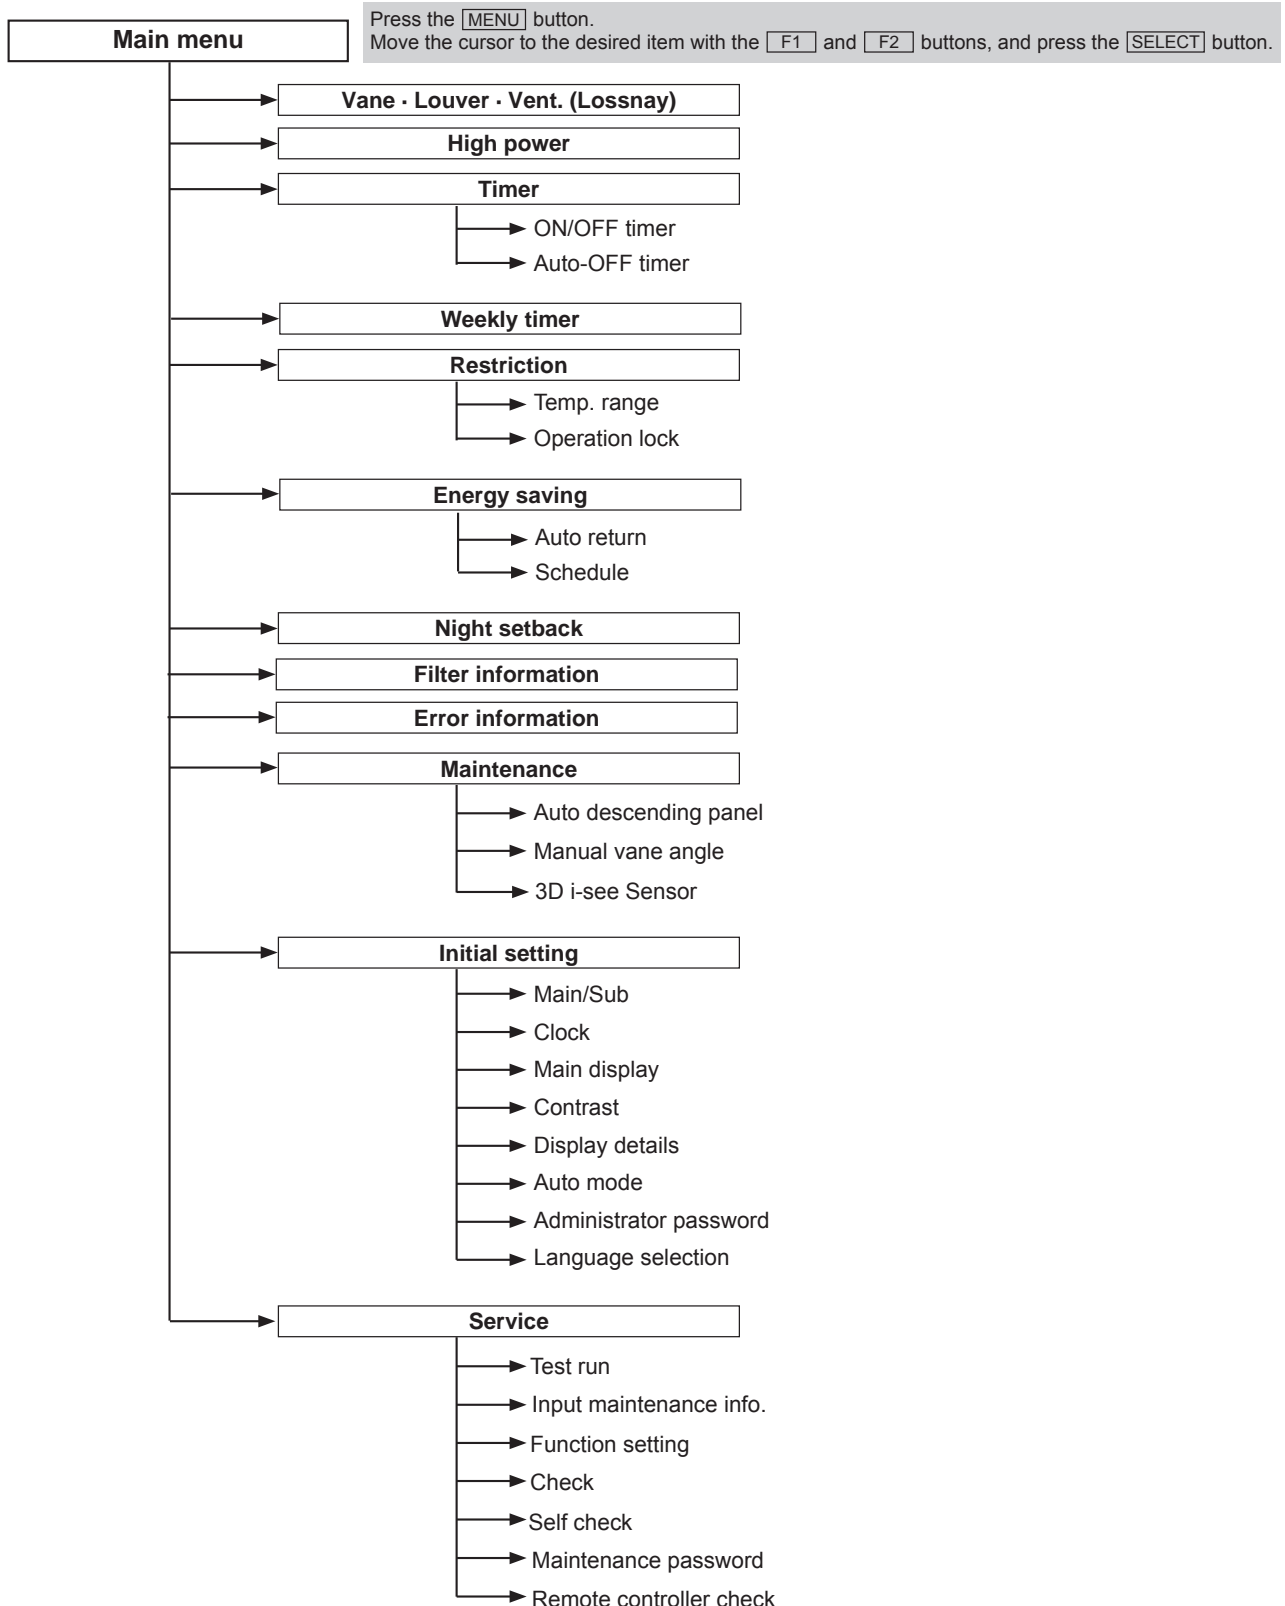 Main menu
Press the MENU button.
Move the cursor to the desired item with the F1 and F2 buttons, and press the SELECT button.
Vane · Louver · Vent. (Lossnay)
High power
Timer
ON/OFF timer
Auto-OFF timer
Weekly timer
Restriction
Temp. range
Operation lock
Energy saving
Auto return
Schedule
Night setback
Filter information
Error information
Maintenance
Auto descending panel
Manual vane angle
3D i-see Sensor
Initial setting
Main/Sub
Clock
Main display
Contrast
Display details
Auto mode
Administrator password
Language selection
Service
Test run
Input maintenance info.
Function setting
Check
Self check
Maintenance password
Remote controller check